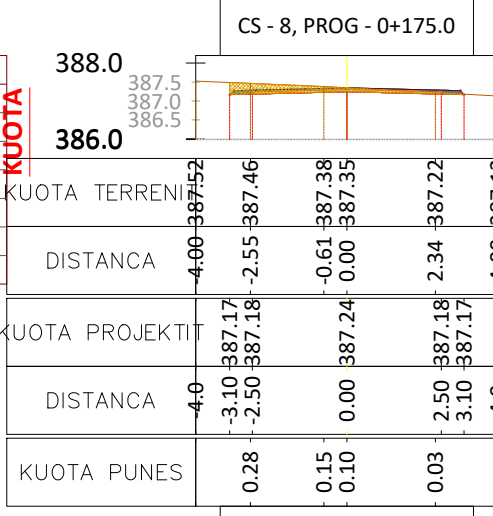 CS - 8, PROG - 0+175.0
KUOTA
388.0
387.5
387.0
386.5
386.0
KUOTA TERRENIT 387.52 387.46 387.38 387.35 387.22
DISTANCA -4.00 -2.55 -0.61 0.00 2.34
KUOTA PROJEKTIT 387.17 387.18 387.24 387.18 387.17
DISTANCA -4.0 -3.10 -2.50 0.00 2.50 3.10
KUOTA PUNES 0.28 0.15 0.10 0.03